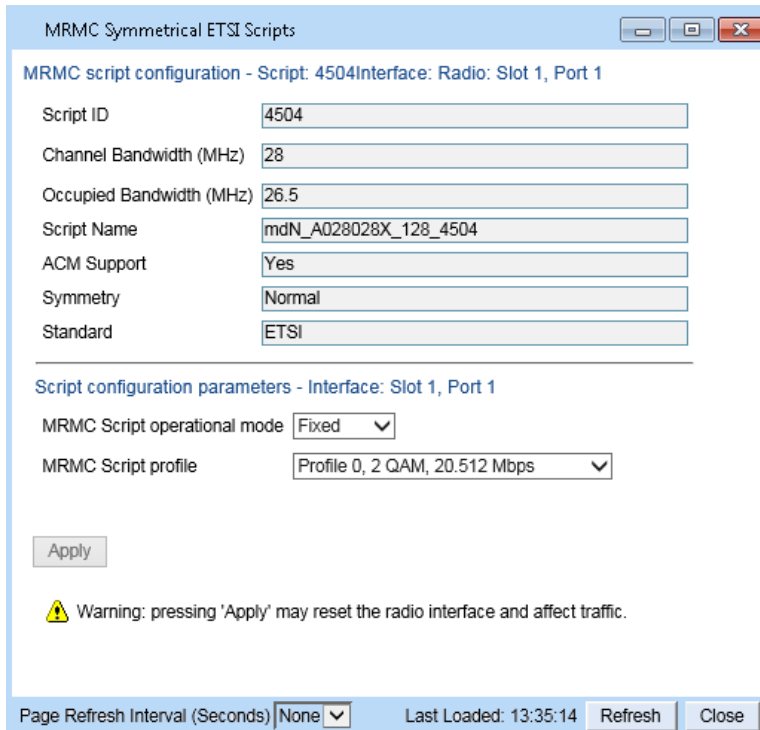 MRMC Symmetrical ETSI Scripts
MRMC script configuration - Script: 4504Interface: Radio: Slot 1, Port 1
Script ID 4504
Channel Bandwidth (MHz) 28
Occupied Bandwidth (MHz) 26.5
Script Name mdN_A028028X_128_4504
ACM Support Yes
Symmetry Normal
Standard ETSI
Script configuration parameters - Interface: Slot 1, Port 1
MRMC Script operational mode Fixed
MRMC Script profile Profile 0, 2 QAM, 20.512 Mbps
Apply
Warning: pressing 'Apply' may reset the radio interface and affect traffic.
Page Refresh Interval (Seconds) None Last Loaded: 13:35:14 Refresh Close